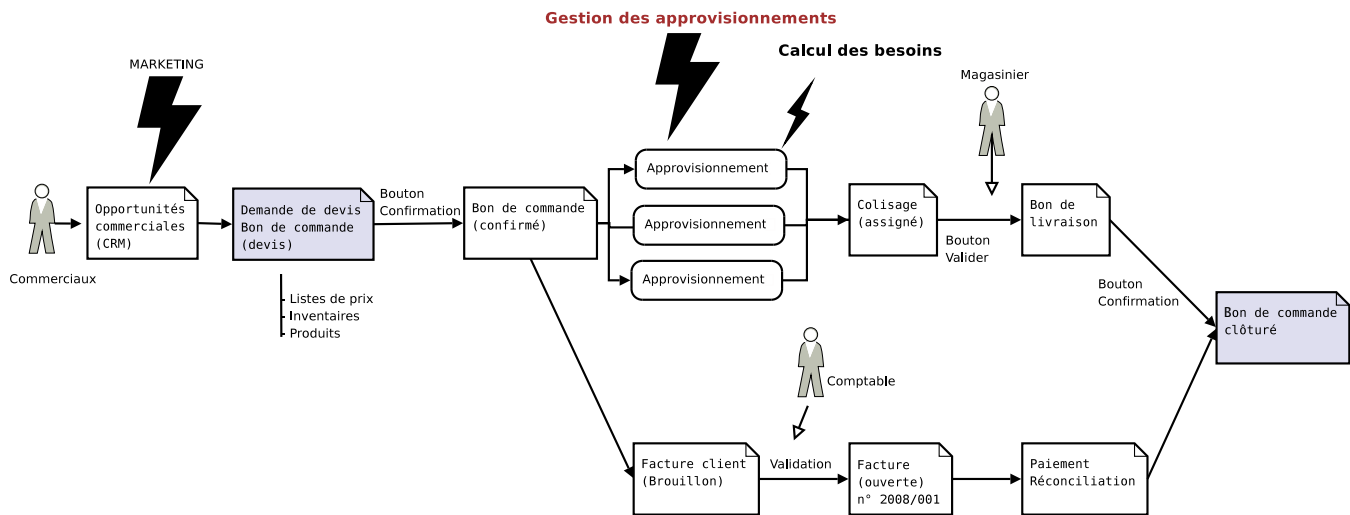 Gestion des approvisionnements
Calcul des besoins
MARKETING
Magasinier
Commerciaux
Opportunités
commerciales
(CRM)
Demande de devis
Bon de commande
(devis)
Listes de prix
Inventaires
Produits
Bouton
Confirmation
Bon de commande
(confirmé)
Approvisionnement
Approvisionnement
Approvisionnement
Colisage
(assigné)
Bouton
Valider
Bon de
livraison
Bouton
Confirmation
Bon de commande
clôturé
Comptable
Facture client
(Brouillon)
Validation
Facture
(ouverte)
n° 2008/001
Paiement
Réconciliation